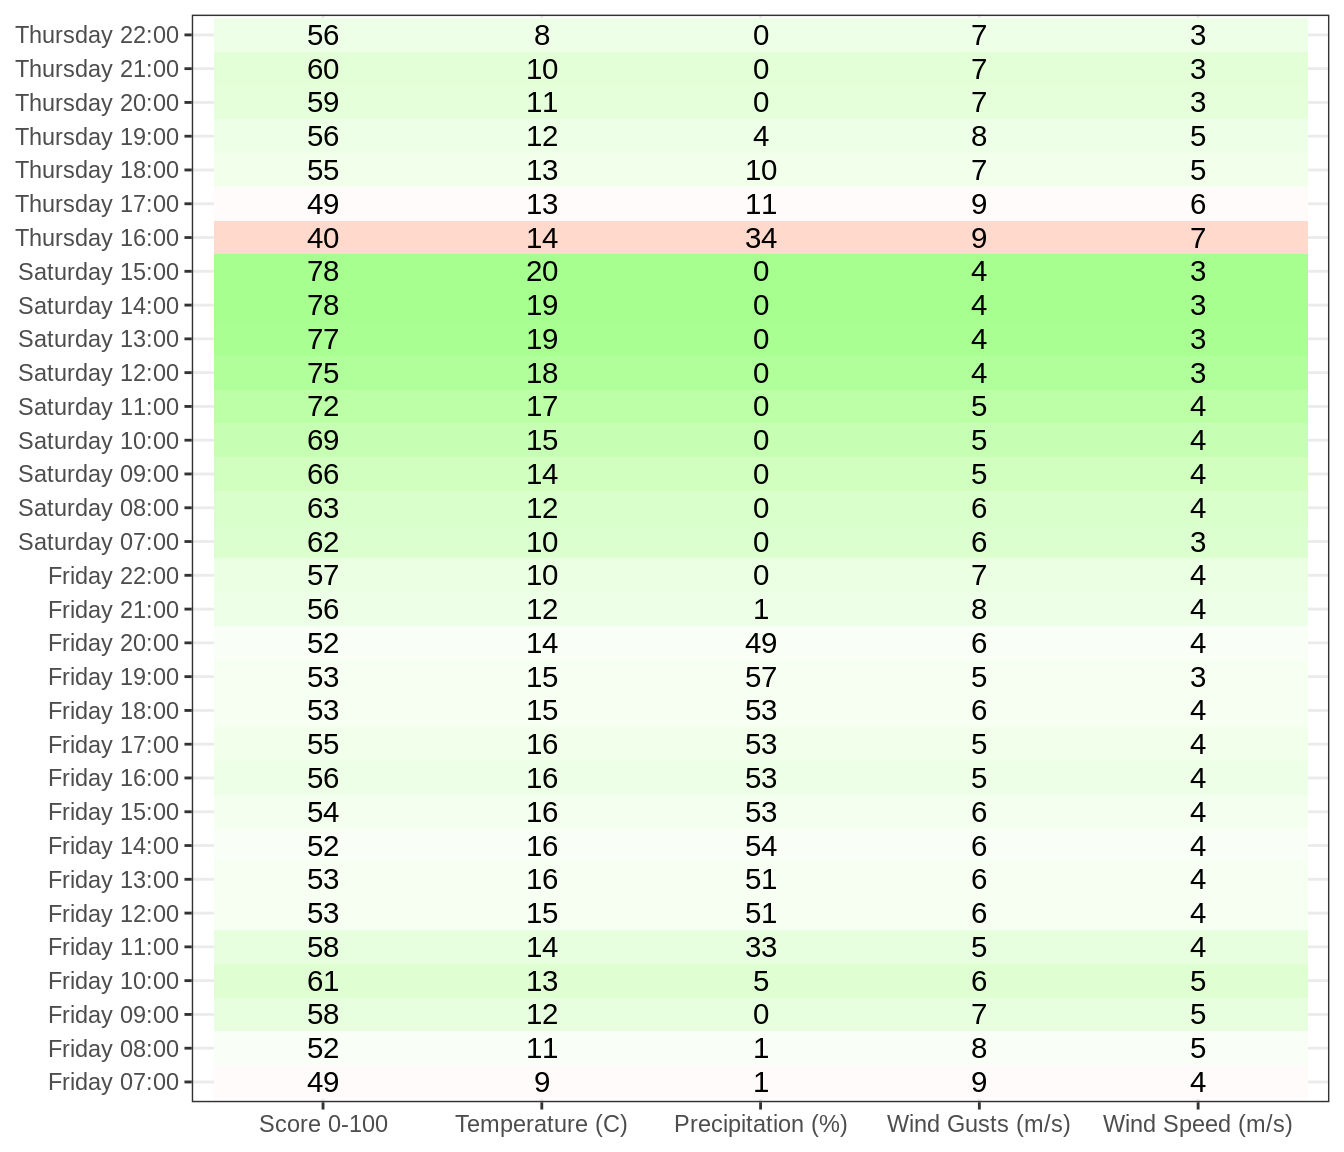 Thursday 22:00 56 8 0 7 3
Thursday 21:00 60 10 0 7 3
Thursday 20:00 59 11 0 7 3
Thursday 19:00 56 12 4 8 5
Thursday 18:00 55 13 10 7 5
Thursday 17:00 49 13 11 9 6
Thursday 16:00 40 14 34 9 7
Saturday 15:00 78 20 0 4 3
Saturday 14:00 78 19 0 4 3
Saturday 13:00 77 19 0 4 3
Saturday 12:00 75 18 0 4 3
Saturday 11:00 72 17 0 5 4
Saturday 10:00 69 15 0 5 4
Saturday 09:00 66 14 0 5 4
Saturday 08:00 63 12 0 6 4
Saturday 07:00 62 10 0 6 3
Friday 22:00 57 10 0 7 4
Friday 21:00 56 12 1 8 4
Friday 20:00 52 14 49 6 4
Friday 19:00 53 15 57 5 3
Friday 18:00 53 15 53 6 4
Friday 17:00 55 16 53 5 4
Friday 16:00 56 16 53 5 4
Friday 15:00 54 16 53 6 4
Friday 14:00 52 16 54 6 4
Friday 13:00 53 16 51 6 4
Friday 12:00 53 15 51 6 4
Friday 11:00 58 14 33 5 4
Friday 10:00 61 13 5 6 5
Friday 09:00 58 12 0 7 5
Friday 08:00 52 11 1 8 5
Friday 07:00 49 9 1 9 4
Score 0-100 Temperature (C) Precipitation (%) Wind Gusts (m/s) Wind Speed (m/s)